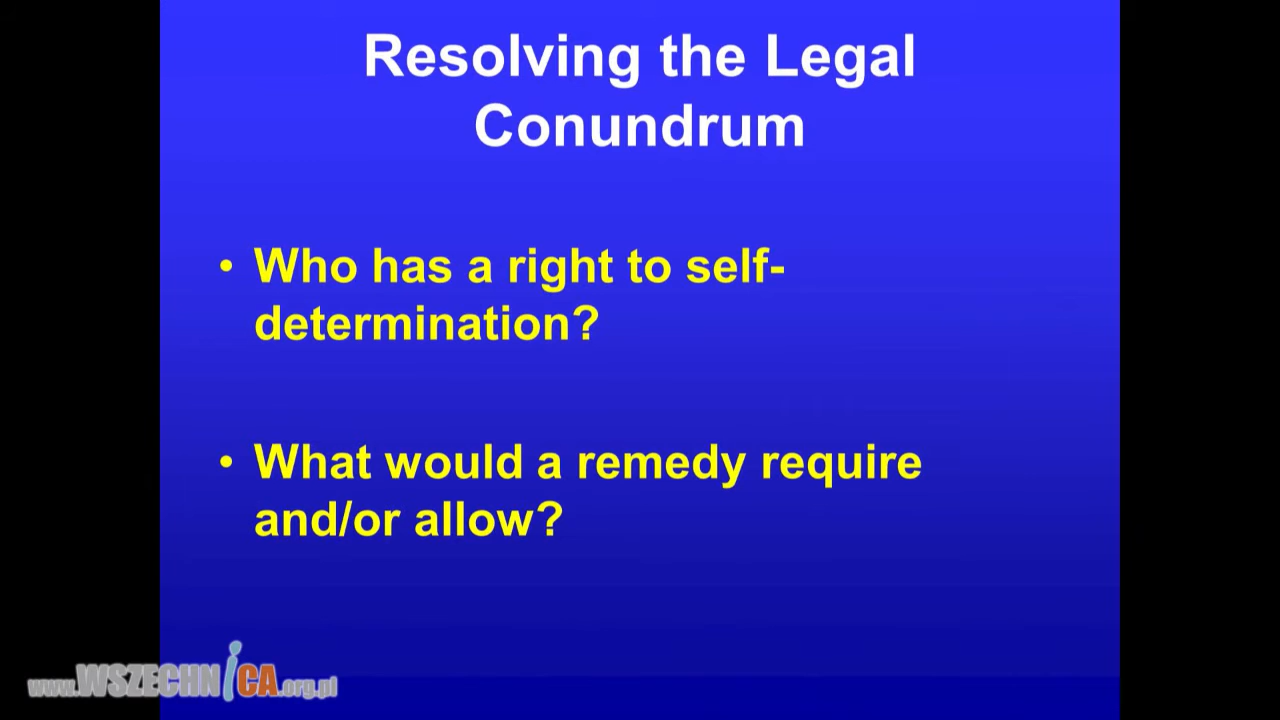 Resolving the Legal
Conundrum
• Who has a right to self-
determination?
• What would a remedy require
and/or allow?
www.WSZECHNICA.org.pl